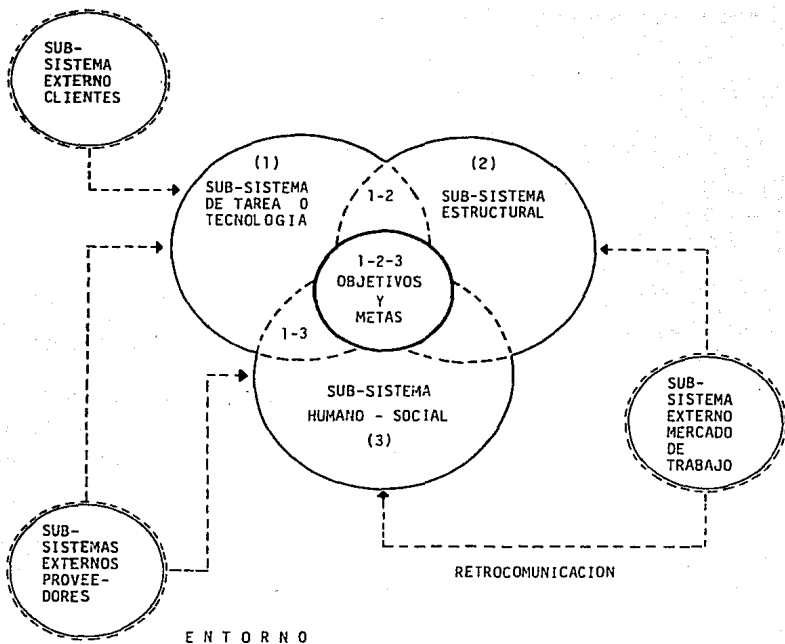 SUB-
SISTEMA
EXTERNO
CLIENTES
(1)
SUB-SISTEMA
DE TAREA O
TECNOLOGIA
(2)
SUB-SISTEMA
ESTRUCTURAL
1-2
1-2-3
OBJETIVOS
Y
METAS
1-3
SUB-SISTEMA
HUMANO - SOCIAL
(3)
SUB-
SISTEMA
EXTERNO
MERCADO
DE
TRABAJO
SUB-
SISTEMAS
EXTERNOS
PROVEE-
DORES
RETROCOMUNICACION
E N T O R N O